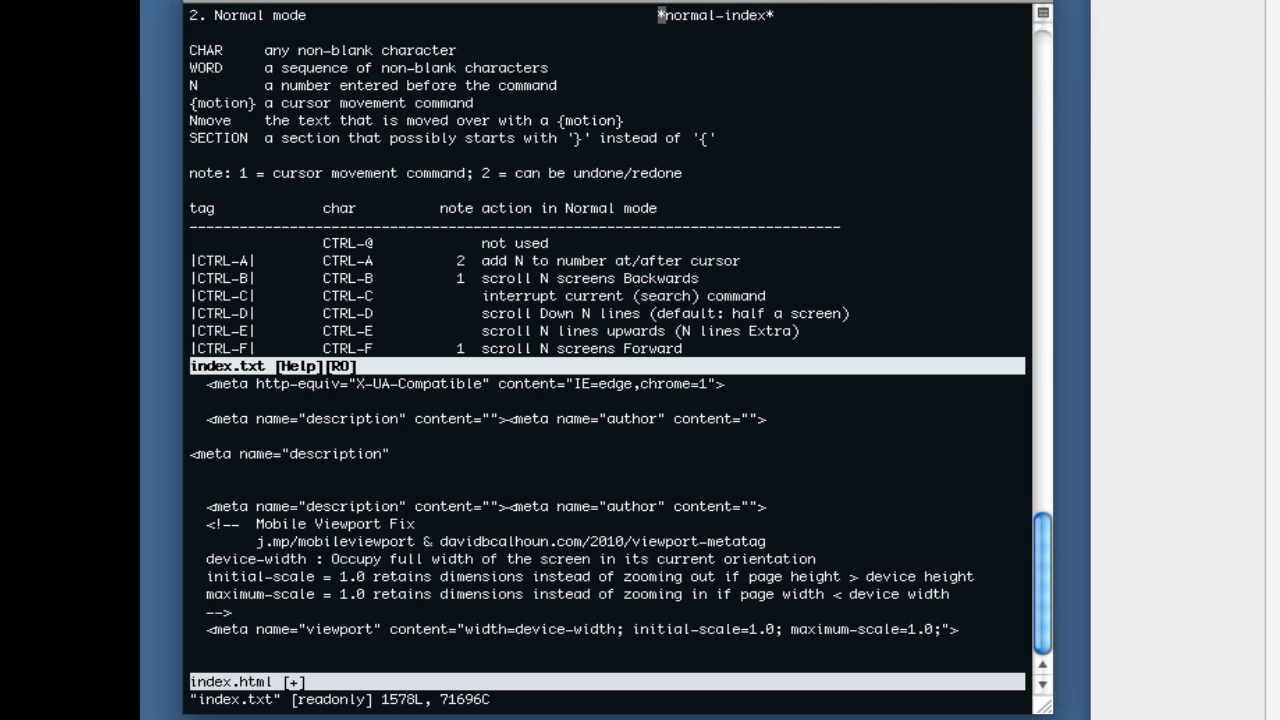 2. Normal mode *normal-index*
CHAR any non-blank character
WORD a sequence of non-blank characters
N a number entered before the command
{motion} a cursor movement command
Nmove the text that is moved over with a {motion}
SECTION a section that possibly starts with '}' instead of '{'
note: 1 = cursor movement command; 2 = can be undone/redone
tag char note action in Normal mode
------------------------------------------------------------------------------
CTRL-@ not used
|CTRL-A| CTRL-A 2 add N to number at/after cursor
|CTRL-B| CTRL-B 1 scroll N screens Backwards
|CTRL-C| CTRL-C interrupt current (search) command
|CTRL-D| CTRL-D scroll Down N lines (default: half a screen)
|CTRL-E| CTRL-E scroll N lines upwards (N lines Extra)
|CTRL-F| CTRL-F 1 scroll N screens Forward
index.txt [Help][RO]
<meta http-equiv="X-UA-Compatible" content="IE=edge,chrome=1">
<meta name="description" content=""><meta name="author" content="">
<meta name="description"
<meta name="description" content=""><meta name="author" content="">
<!-- Mobile Viewport Fix
j.mp/mobileviewport & davidbcalhoun.com/2010/viewport-metatag
device-width : Occupy full width of the screen in its current orientation
initial-scale = 1.0 retains dimensions instead of zooming out if page height > device height
maximum-scale = 1.0 retains dimensions instead of zooming in if page width < device width
-->
<meta name="viewport" content="width=device-width; initial-scale=1.0; maximum-scale=1.0;">
index.html [+]
"index.txt" [readonly] 1578L, 71696C